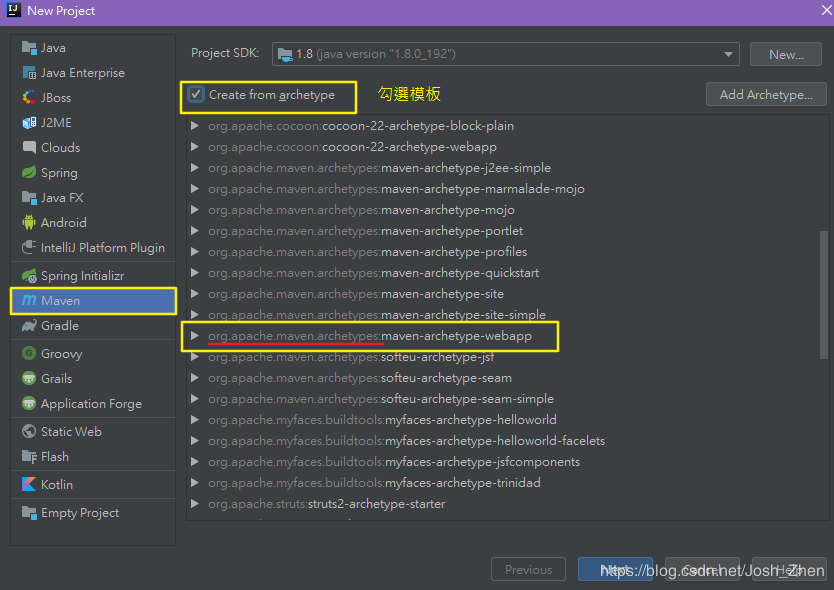 New Project
Java
Java Enterprise
JBoss
J2ME
Clouds
Spring
Java FX
Android
IntelliJ Platform Plugin
Spring Initializr
Maven
Gradle
Groovy
Grails
Application Forge
Static Web
Flash
Kotlin
Empty Project
Project SDK: 1.8 (java version "1.8.0_192") New...
Create from archetype 勾選模板 Add Archetype...
org.apache.cocoon:cocoon-22-archetype-block-plain
org.apache.cocoon:cocoon-22-archetype-webapp
org.apache.maven.archetypes:maven-archetype-j2ee-simple
org.apache.maven.archetypes:maven-archetype-marmalade-mojo
org.apache.maven.archetypes:maven-archetype-mojo
org.apache.maven.archetypes:maven-archetype-portlet
org.apache.maven.archetypes:maven-archetype-profiles
org.apache.maven.archetypes:maven-archetype-quickstart
org.apache.maven.archetypes:maven-archetype-site
org.apache.maven.archetypes:maven-archetype-site-simple
org.apache.maven.archetypes:maven-archetype-webapp
org.apache.maven.archetypes:softeu-archetype-jsf
org.apache.maven.archetypes:softeu-archetype-seam
org.apache.maven.archetypes:softeu-archetype-seam-simple
org.apache.myfaces.buildtools:myfaces-archetype-helloworld
org.apache.myfaces.buildtools:myfaces-archetype-helloworld-facelets
org.apache.myfaces.buildtools:myfaces-archetype-jsfcomponents
org.apache.myfaces.buildtools:myfaces-archetype-trinidad
org.apache.struts:struts2-archetype-starter
Previous Next Cancel Help
https://blog.csdn.net/Josh_Zhen